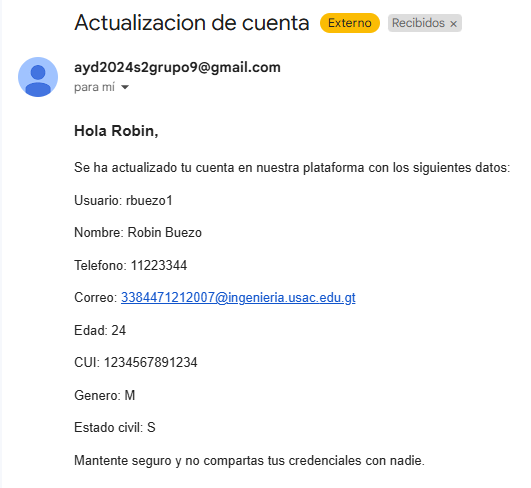 Actualizacion de cuenta Externo Recibidos ×
ayd2024s2grupo9@gmail.com
para mí
Hola Robin,
Se ha actualizado tu cuenta en nuestra plataforma con los siguientes datos:
Usuario: rbuezo1
Nombre: Robin Buezo
Telefono: 11223344
Correo: 3384471212007@ingenieria.usac.edu.gt
Edad: 24
CUI: 1234567891234
Genero: M
Estado civil: S
Mantente seguro y no compartas tus credenciales con nadie.